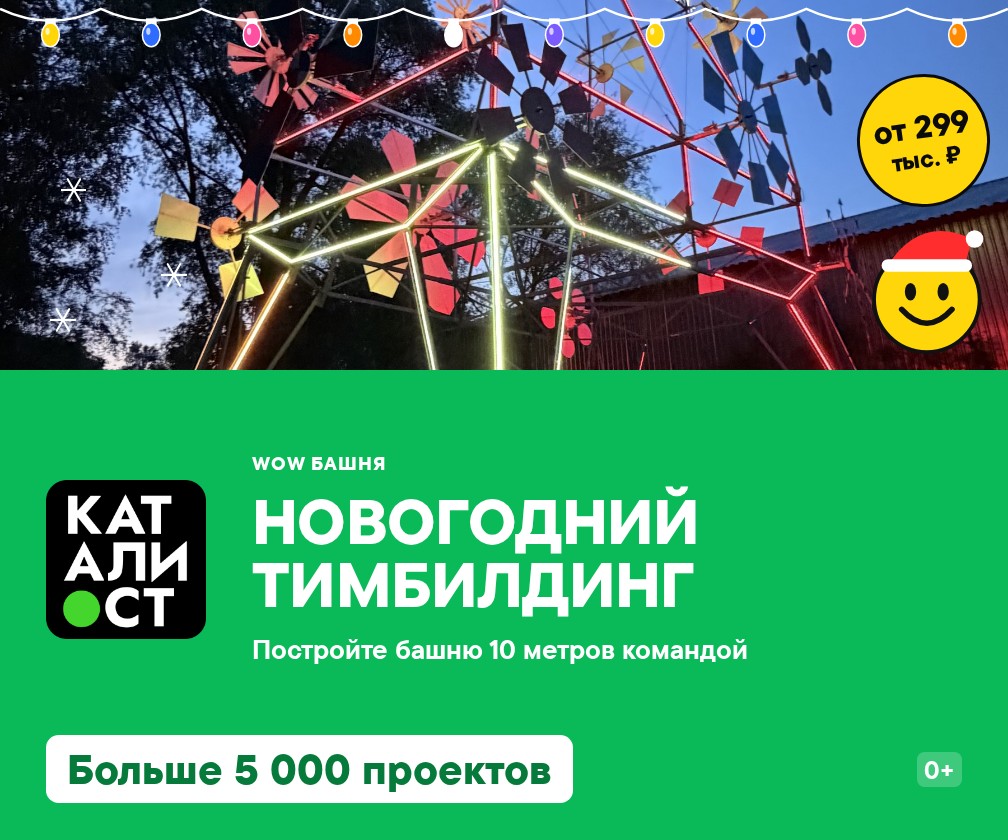 от 299
тыс. ₽
WOW БАШНЯ
КАТ
АЛИ
ОСТ
НОВОГОДНИЙ
ТИМБИЛДИНГ
Постройте башню 10 метров командой
Больше 5 000 проектов
0+